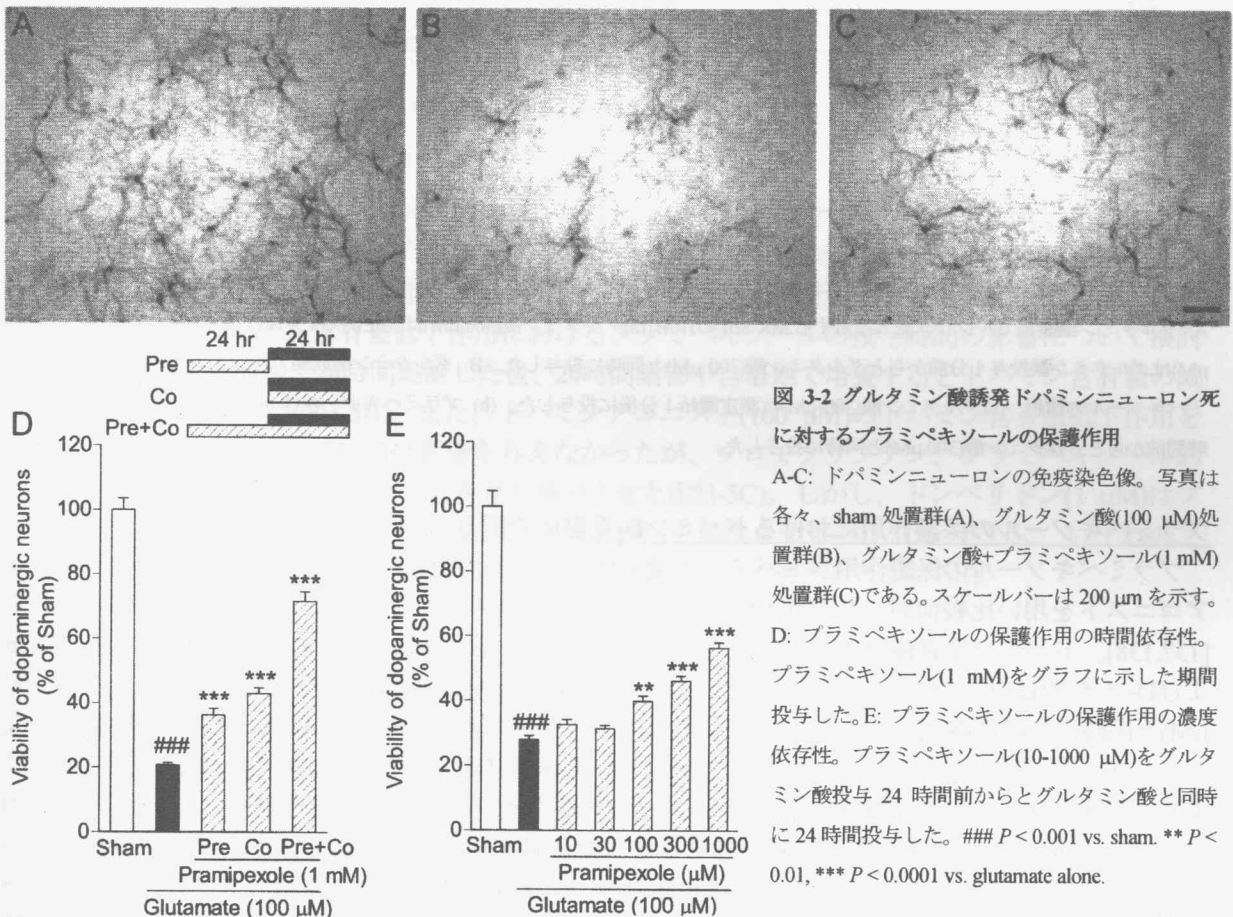 A
B
C
24 hr 24 hr
Pre
Co
Pre+Co
D
Viability of dopaminergic neurons
(% of Sham)
120
100
80
60
40
20
0
###
***
***
***
Sham
Pre Co Pre+Co
Pramipexole (1 mM)
Glutamate (100 μM)
E
Viability of dopaminergic neurons
(% of Sham)
120
100
80
60
40
20
0
###
**
***
***
Sham
10 30 100 300 1000
Pramipexole (μM)
Glutamate (100 μM)
図 3-2 グルタミン酸誘発ドパミンニューロン死
に対するプラミペキソールの保護作用
A-C: ドパミンニューロンの免疫染色像。写真は
各々、sham 処置群(A)、グルタミン酸(100 μM)処
置群(B)、グルタミン酸+プラミペキソール(1 mM)
処置群(C)である。スケールバーは 200 μm を示す。
D: プラミペキソールの保護作用の時間依存性。
プラミペキソール(1 mM)をグラフに示した期間
投与した。E: プラミペキソールの保護作用の濃度
依存性。プラミペキソール(10-1000 μM)をグルタ
ミン酸投与 24 時間前からとグルタミン酸と同時
に 24 時間投与した。### P < 0.001 vs. sham. ** P <
0.01, *** P < 0.0001 vs. glutamate alone.